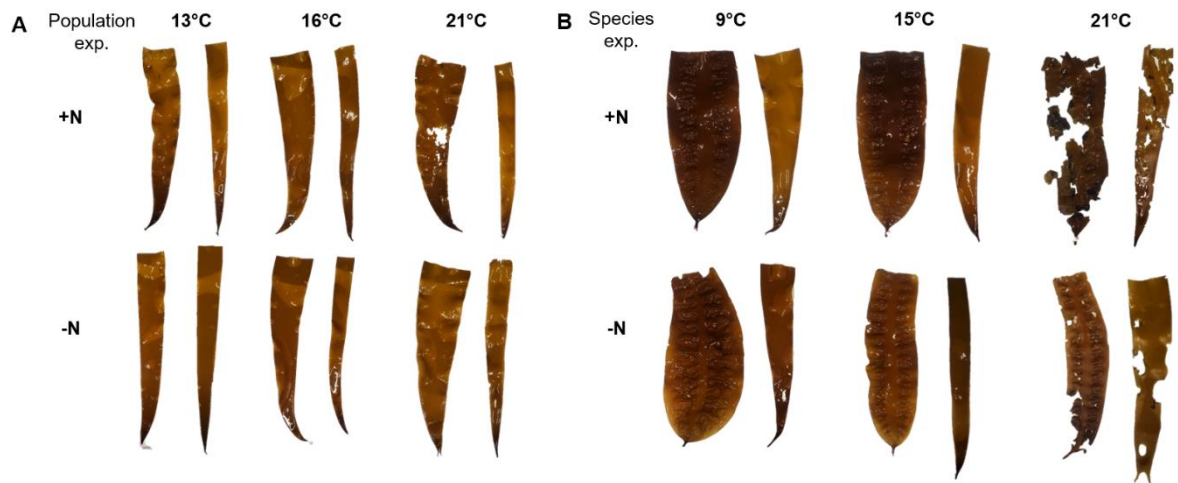 A Population exp. 13°C 16°C 21°C
+N
-N
B Species exp. 9°C 15°C 21°C
+N
-N